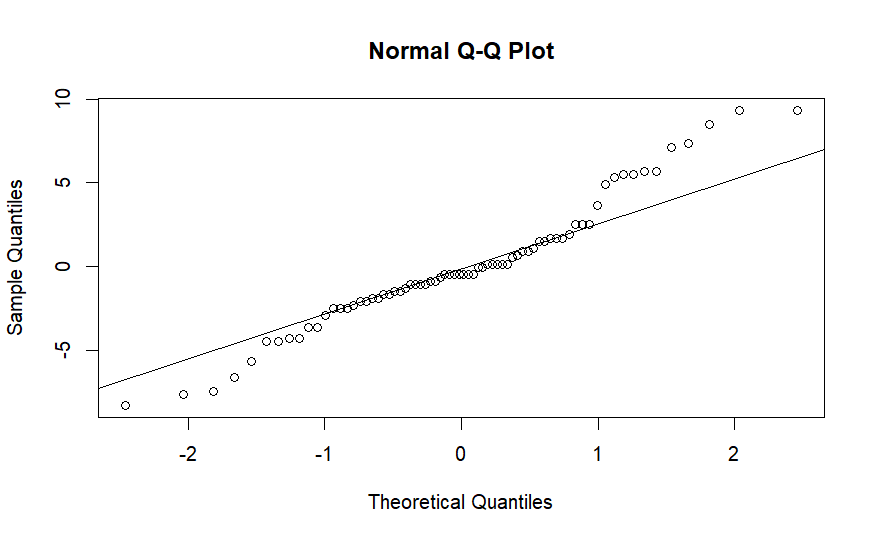 Normal Q-Q Plot
10
5
0
-5
Sample Quantiles
-2 -1 0 1 2
Theoretical Quantiles